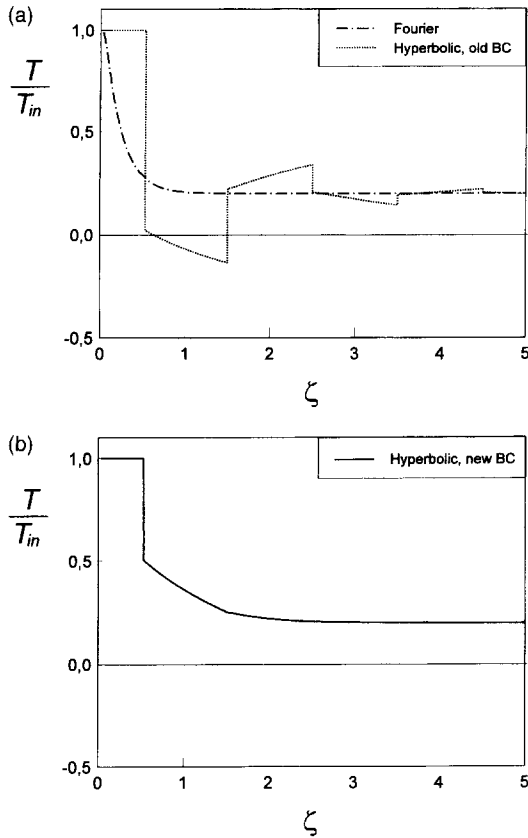 (a)
1,0
T
T_in
0,5
0,0
-0,5
Fourier
Hyperbolic, old BC
0 1 2 3 4 5
ζ
(b)
1,0
T
T_in
0,5
0,0
-0,5
Hyperbolic, new BC
0 1 2 3 4 5
ζ